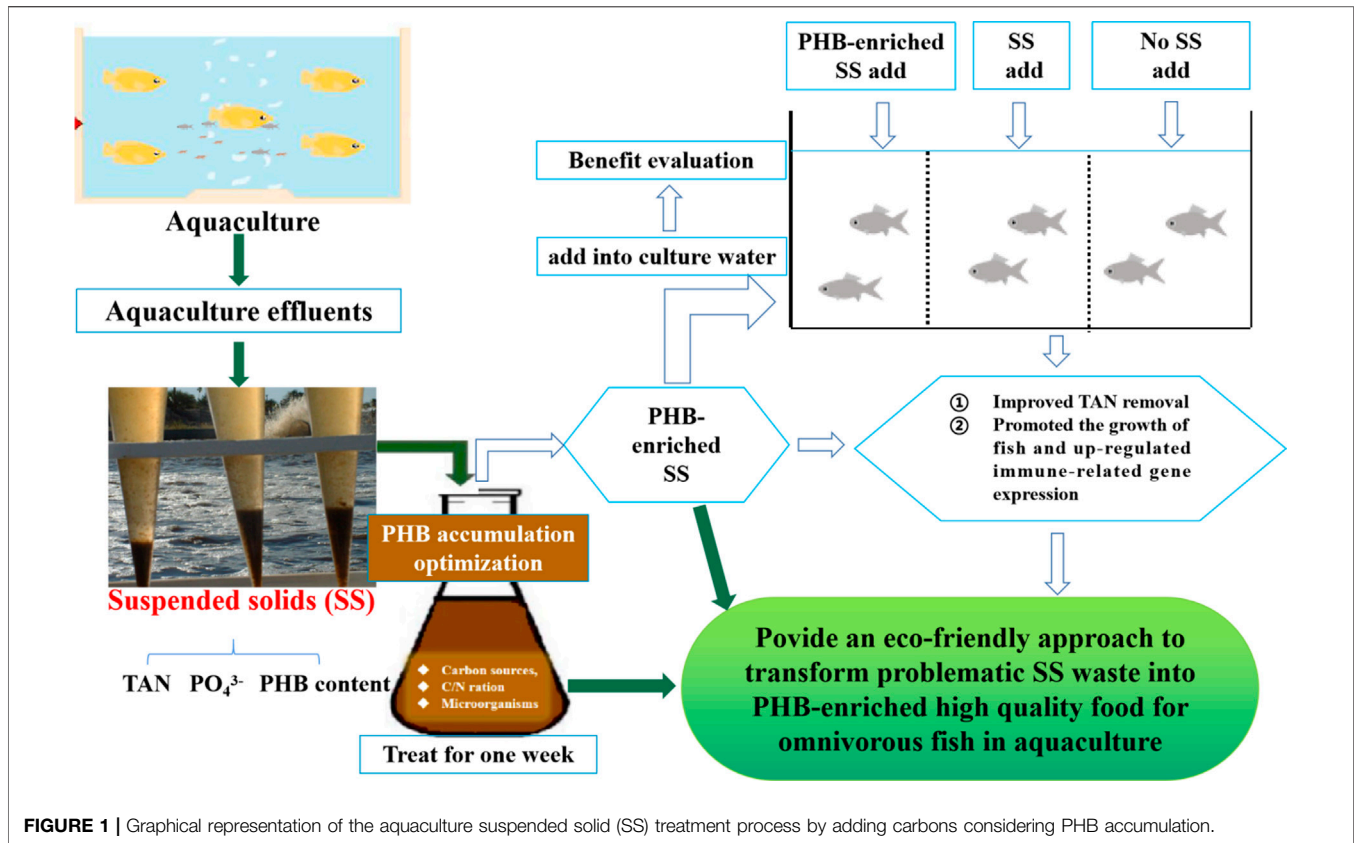 Aquaculture
Aquaculture effluents
Suspended solids (SS)
TAN PO₄³⁻ PHB content
PHB accumulation
optimization
◆ Carbon sources,
◆ C/N ration
◆ Microorganisms
Treat for one week
PHB-
enriched
SS
add into culture water
Benefit evaluation
PHB-enriched
SS add
SS
add
No SS
add
① Improved TAN removal
② Promoted the growth of
fish and up-regulated
immune-related gene
expression
Povide an eco-friendly approach to
transform problematic SS waste into
PHB-enriched high quality food for
omnivorous fish in aquaculture
FIGURE 1 | Graphical representation of the aquaculture suspended solid (SS) treatment process by adding carbons considering PHB accumulation.